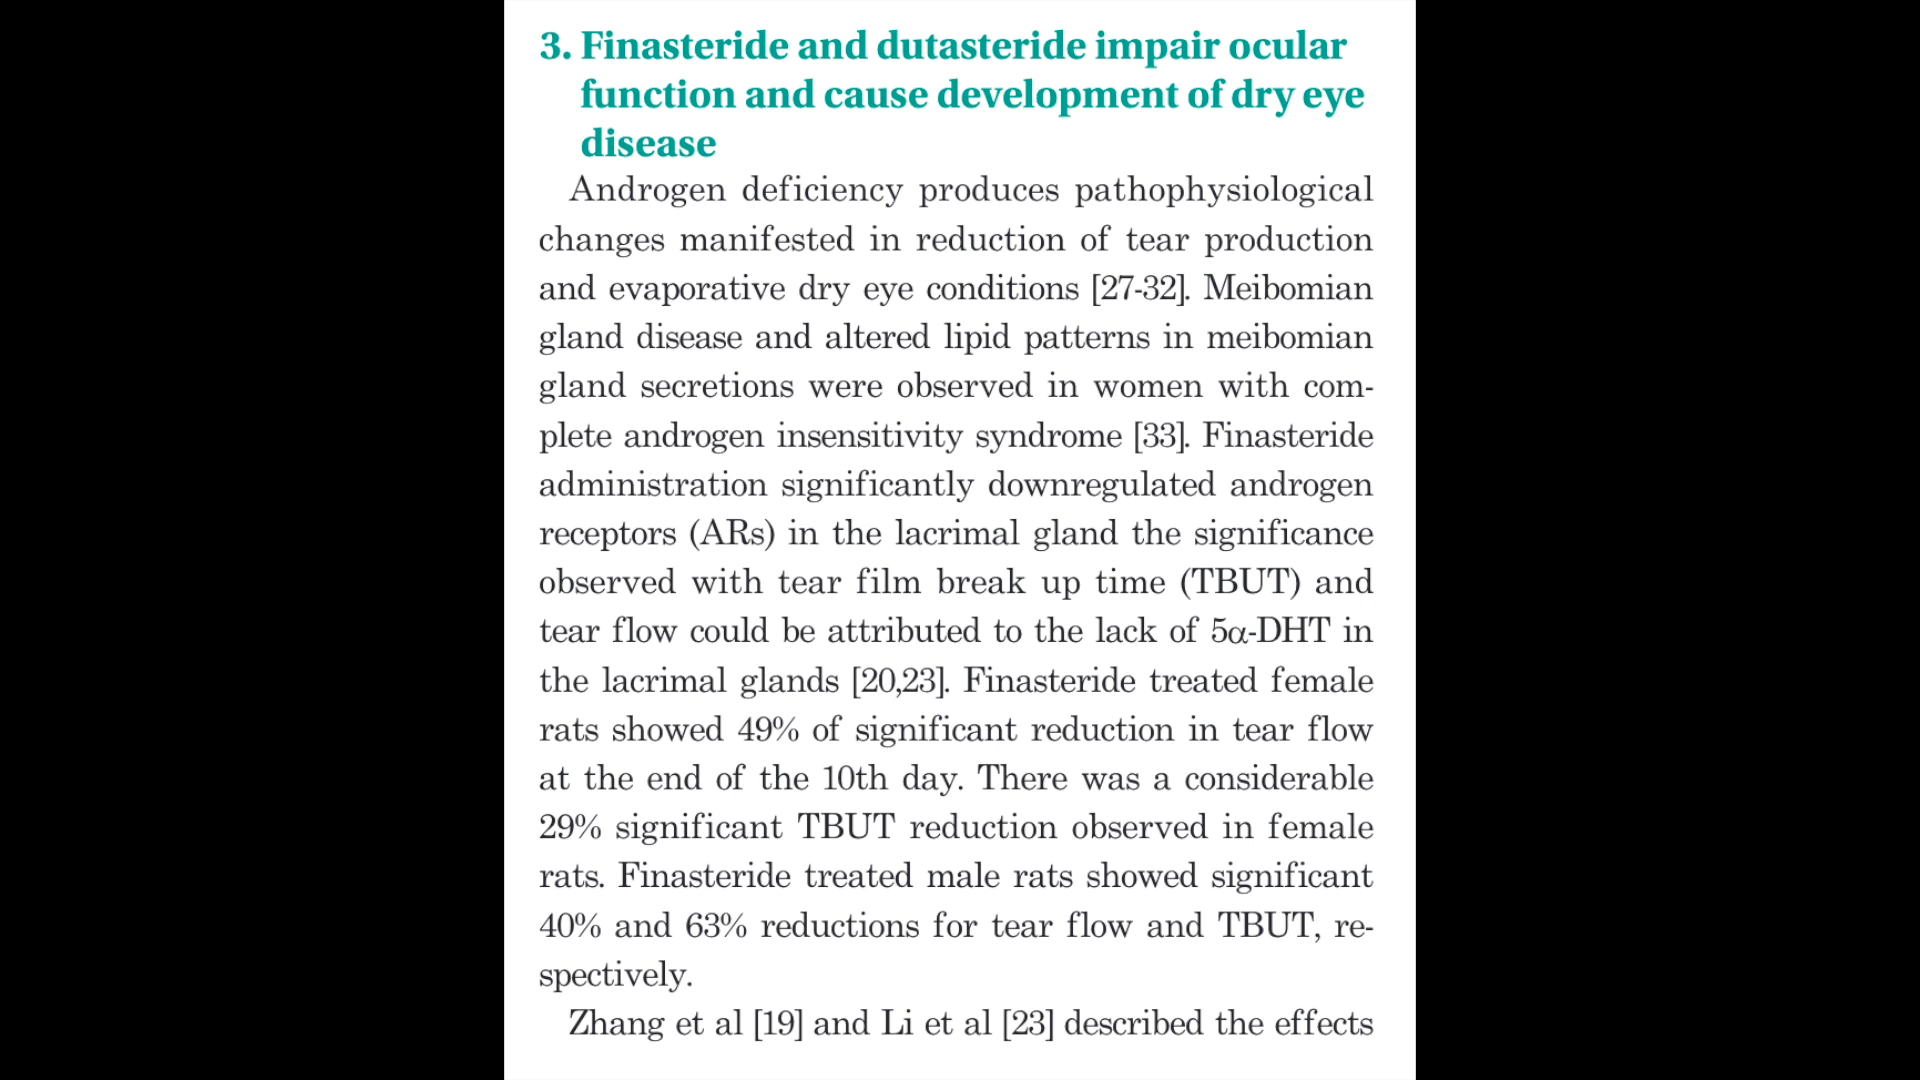 3. Finasteride and dutasteride impair ocular
function and cause development of dry eye
disease
Androgen deficiency produces pathophysiological
changes manifested in reduction of tear production
and evaporative dry eye conditions [27-32]. Meibomian
gland disease and altered lipid patterns in meibomian
gland secretions were observed in women with com-
plete androgen insensitivity syndrome [33]. Finasteride
administration significantly downregulated androgen
receptors (ARs) in the lacrimal gland the significance
observed with tear film break up time (TBUT) and
tear flow could be attributed to the lack of 5α-DHT in
the lacrimal glands [20,23]. Finasteride treated female
rats showed 49% of significant reduction in tear flow
at the end of the 10th day. There was a considerable
29% significant TBUT reduction observed in female
rats. Finasteride treated male rats showed significant
40% and 63% reductions for tear flow and TBUT, re-
spectively.
Zhang et al [19] and Li et al [23] described the effects